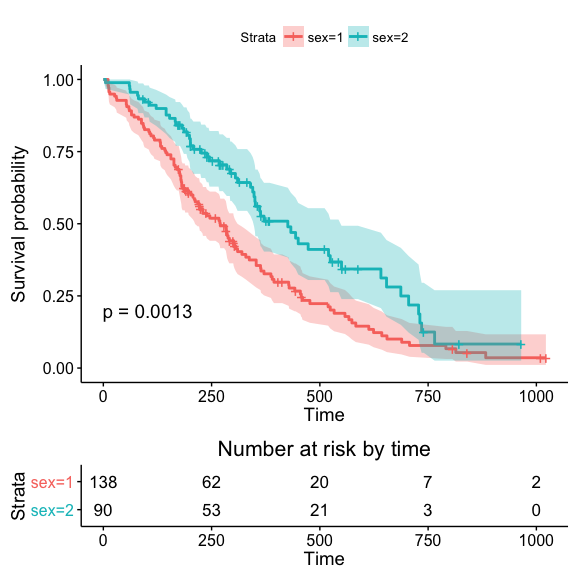 Strata sex=1 sex=2
Survival probability
1.00
0.75
0.50
0.25
0.00
p = 0.0013
0 250 500 750 1000
Time
Number at risk by time
Strata
sex=1 138 62 20 7 2
sex=2 90 53 21 3 0
0 250 500 750 1000
Time